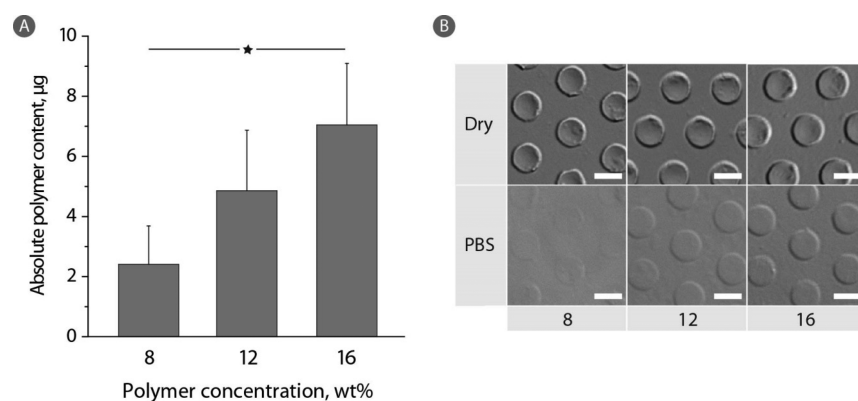 A
Absolute polymer content, µg
10
8
6
4
2
0
8 12 16
Polymer concentration, wt%
B
Dry
PBS
8 12 16